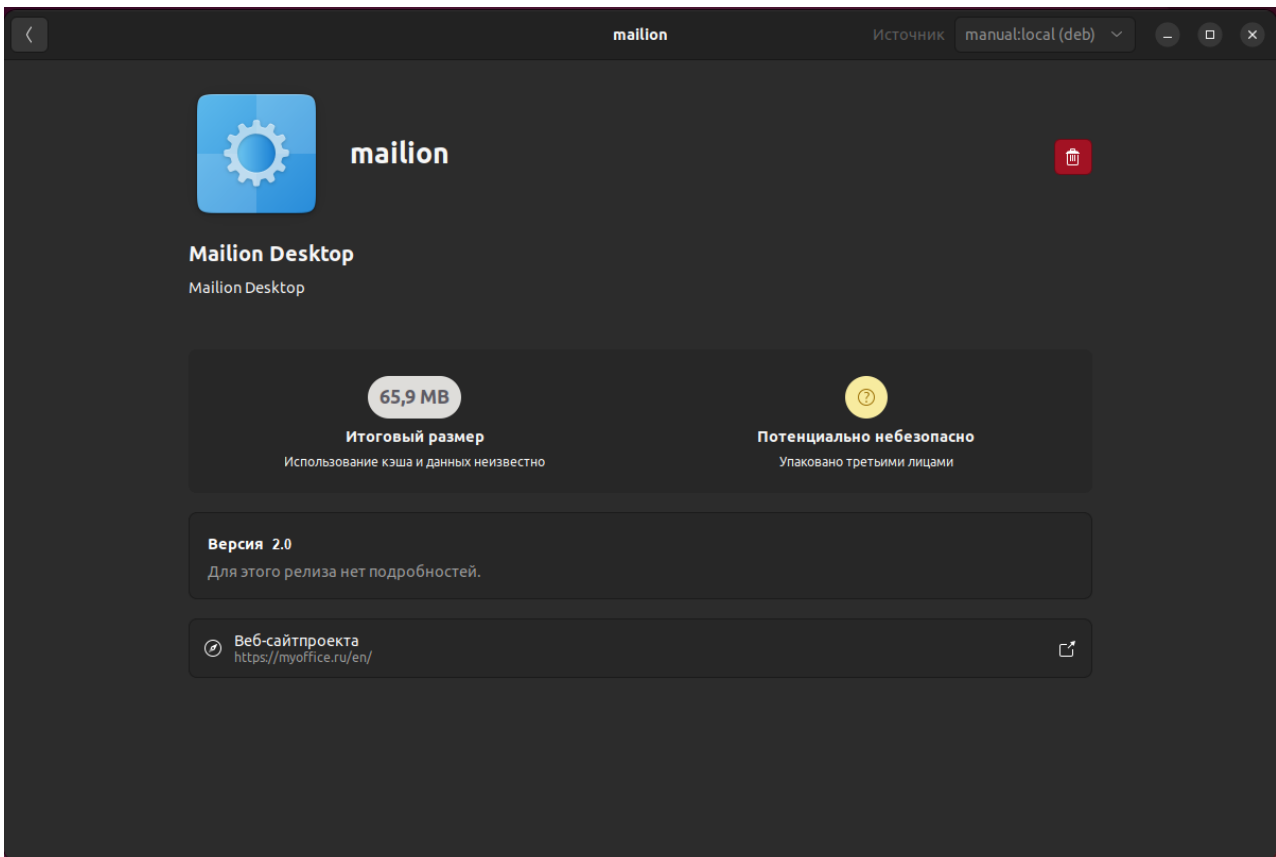 mailion
Источник manual:local (deb)
mailion
Mailion Desktop
Mailion Desktop
65,9 MB
Итоговый размер
Использование кэша и данных неизвестно
Потенциально небезопасно
Упаковано третьими лицами
Версия 2.0
Для этого релиза нет подробностей.
Веб-сайтпроекта
https://myoffice.ru/en/